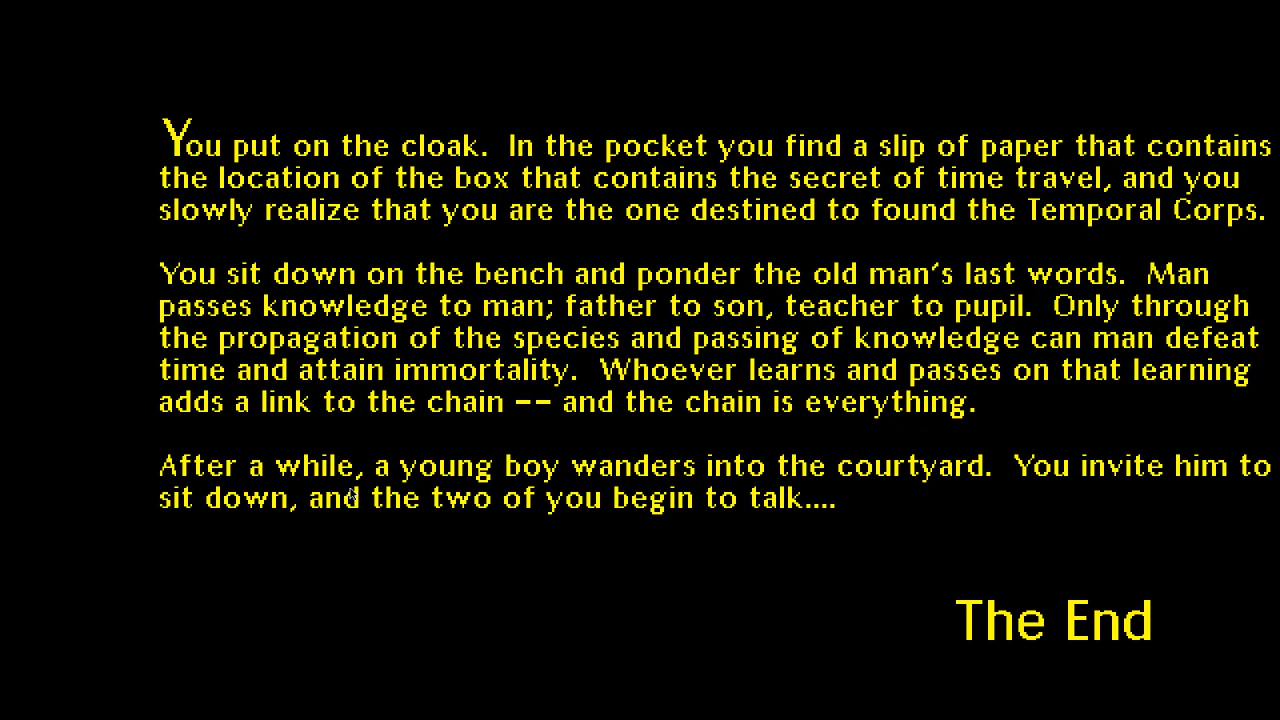 You put on the cloak.  In the pocket you find a slip of paper that contains
the location of the box that contains the secret of time travel, and you
slowly realize that you are the one destined to found the Temporal Corps.
You sit down on the bench and ponder the old man's last words.  Man
passes knowledge to man; father to son, teacher to pupil.  Only through
the propagation of the species and passing of knowledge can man defeat
time and attain immortality.  Whoever learns and passes on that learning
adds a link to the chain -- and the chain is everything.
After a while, a young boy wanders into the courtyard.  You invite him to
sit down, and the two of you begin to talk....
The End